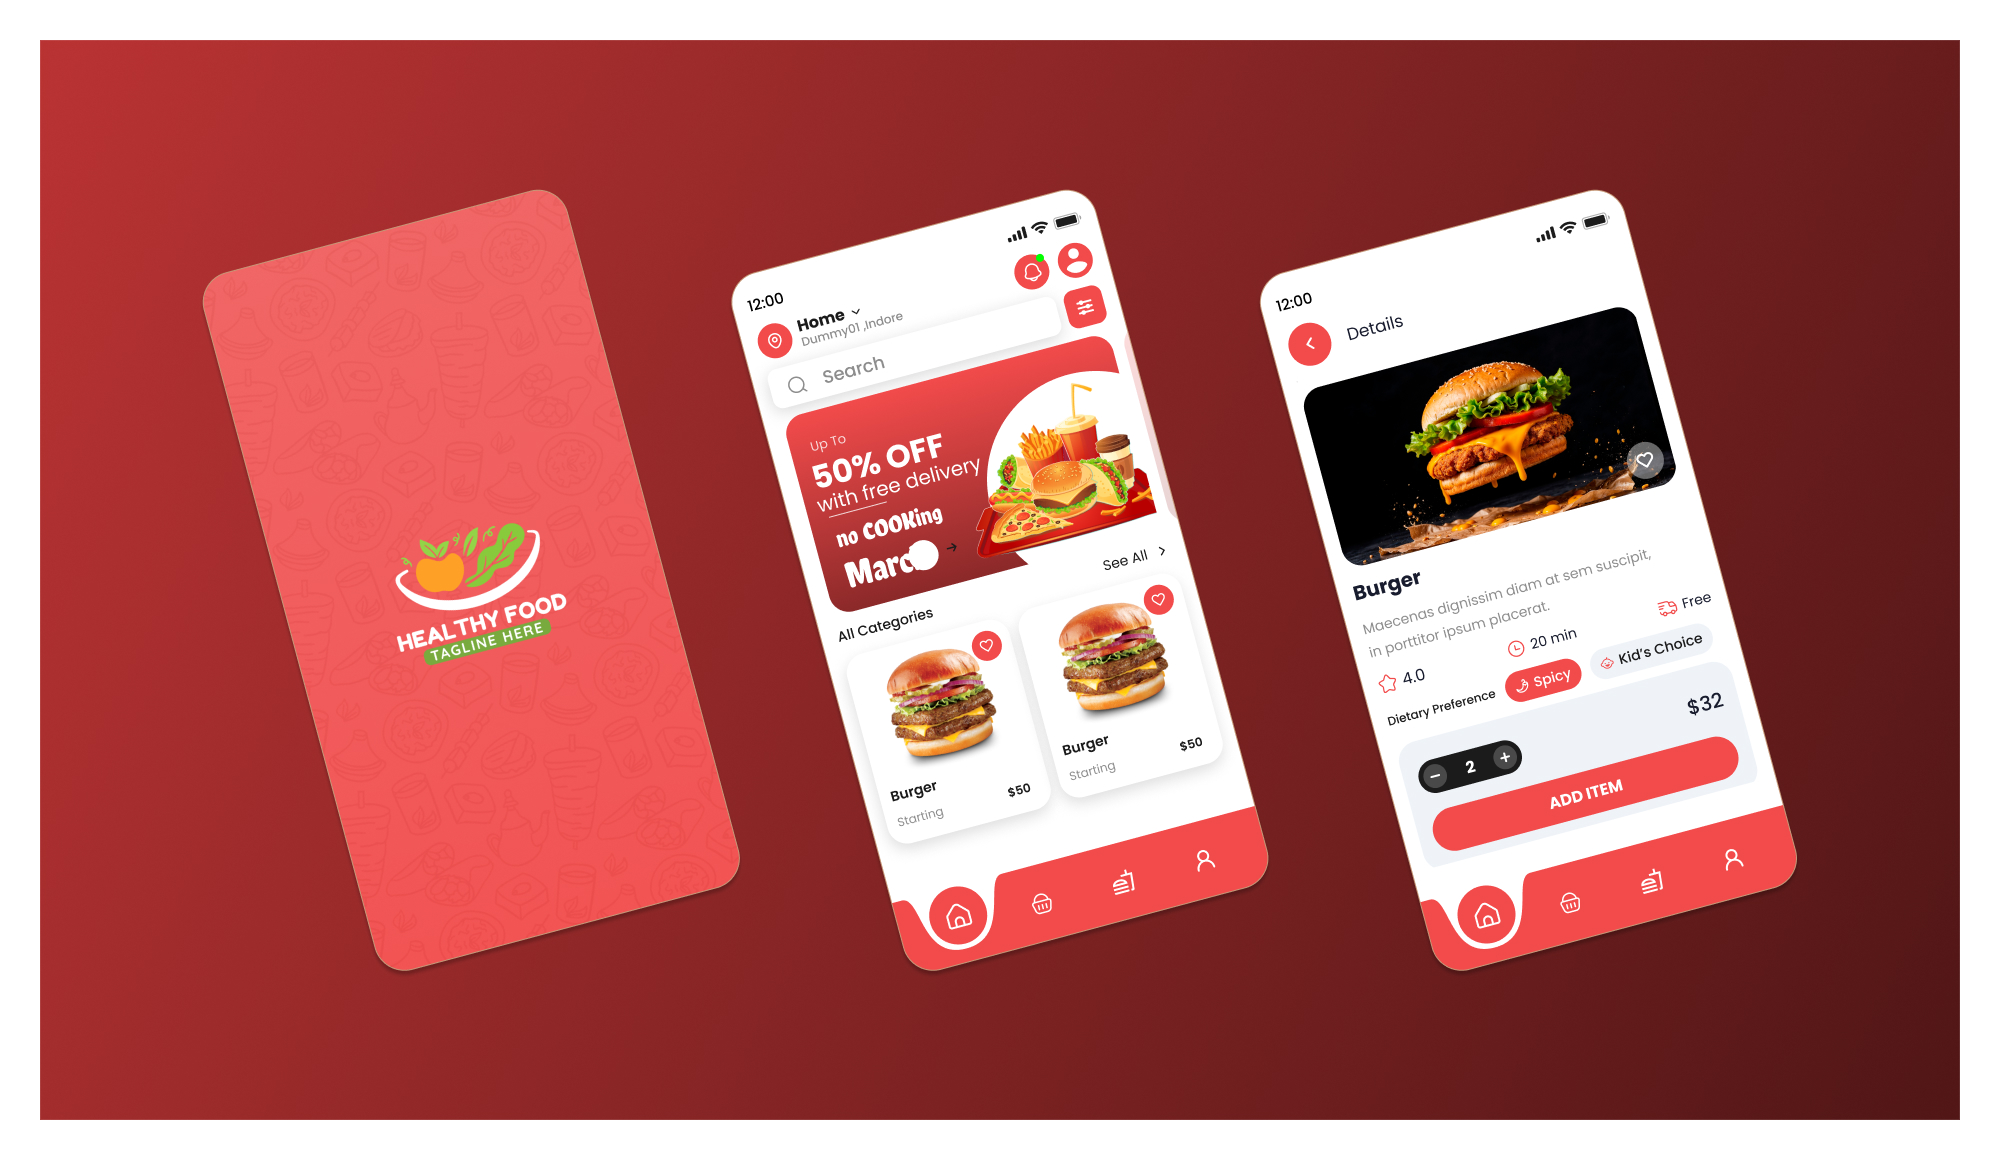 HEALTHY FOOD
TAGLINE HERE
12:00
Home
Dummy01 ,Indore
Search
Up To
50% OFF
with free delivery
no COOKing
Marc
See All
All Categories
Burger
Starting
$50
Burger
Starting
$50
12:00
Details
Burger
Maecenas dignissim diam at sem suscipit,
in porttitor ipsum placerat.
4.0
20 min
Free
Dietary Preference
Spicy
Kid's Choice
$32
2
ADD ITEM